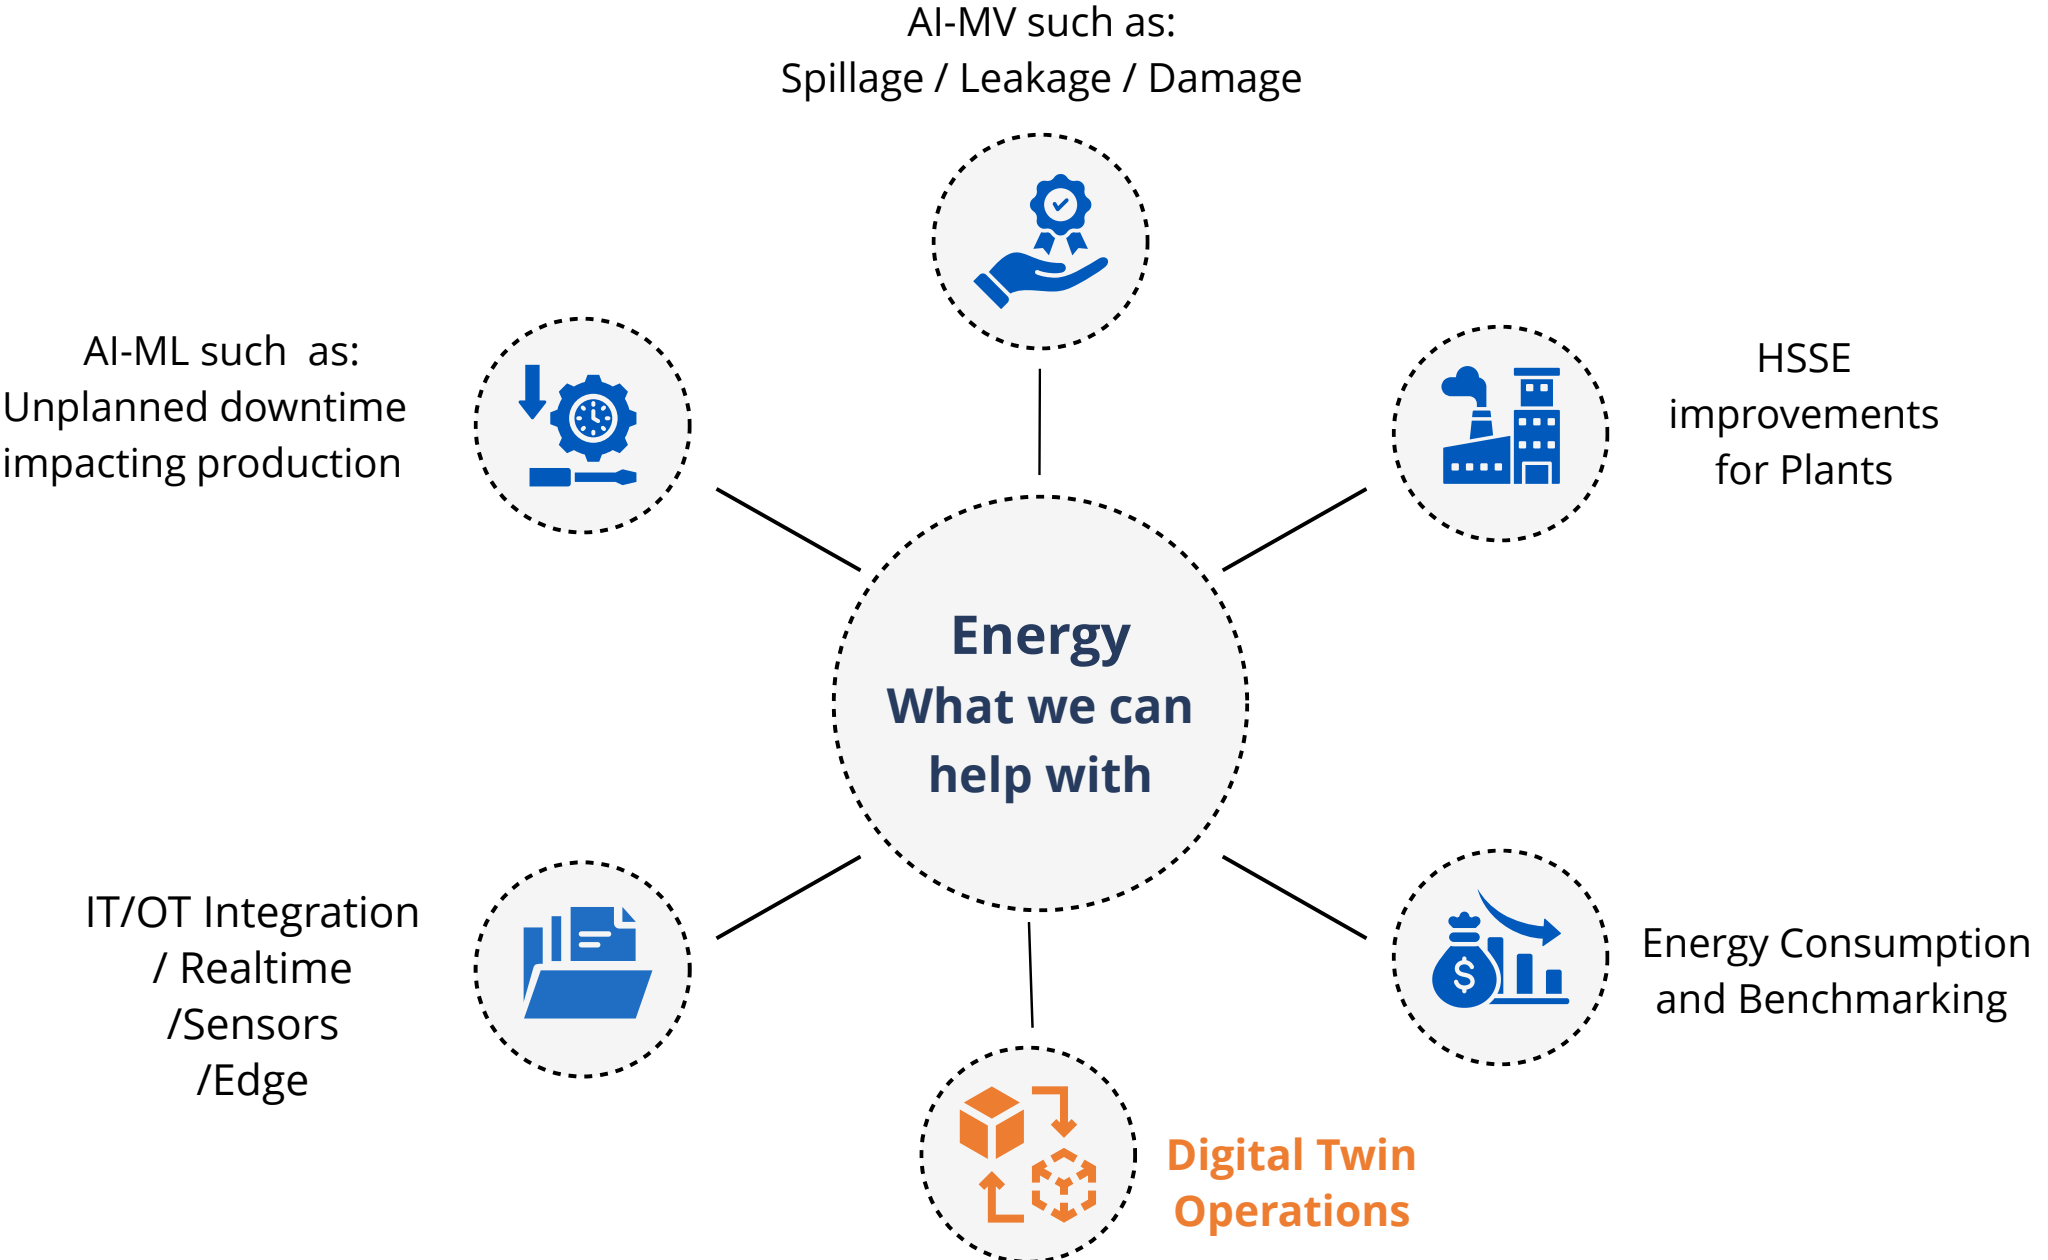 AI-MV such as:
Spillage / Leakage / Damage
AI-ML such as:
Unplanned downtime
impacting production
HSSE
improvements
for Plants
Energy
What we can
help with
IT/OT Integration
/ Realtime
/Sensors
/Edge
$
Energy Consumption
and Benchmarking
Digital Twin
Operations